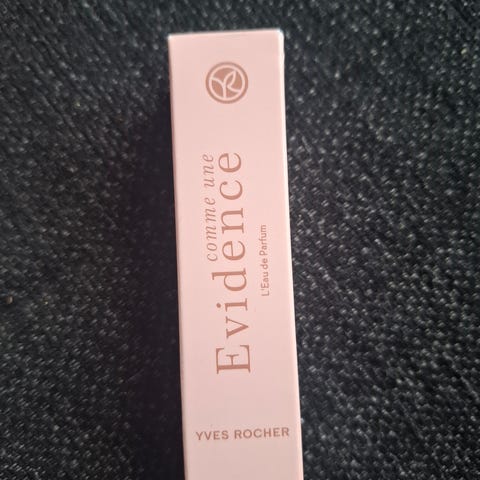 comme une
Evidence
L'Eau de Parfum
YVES ROCHER